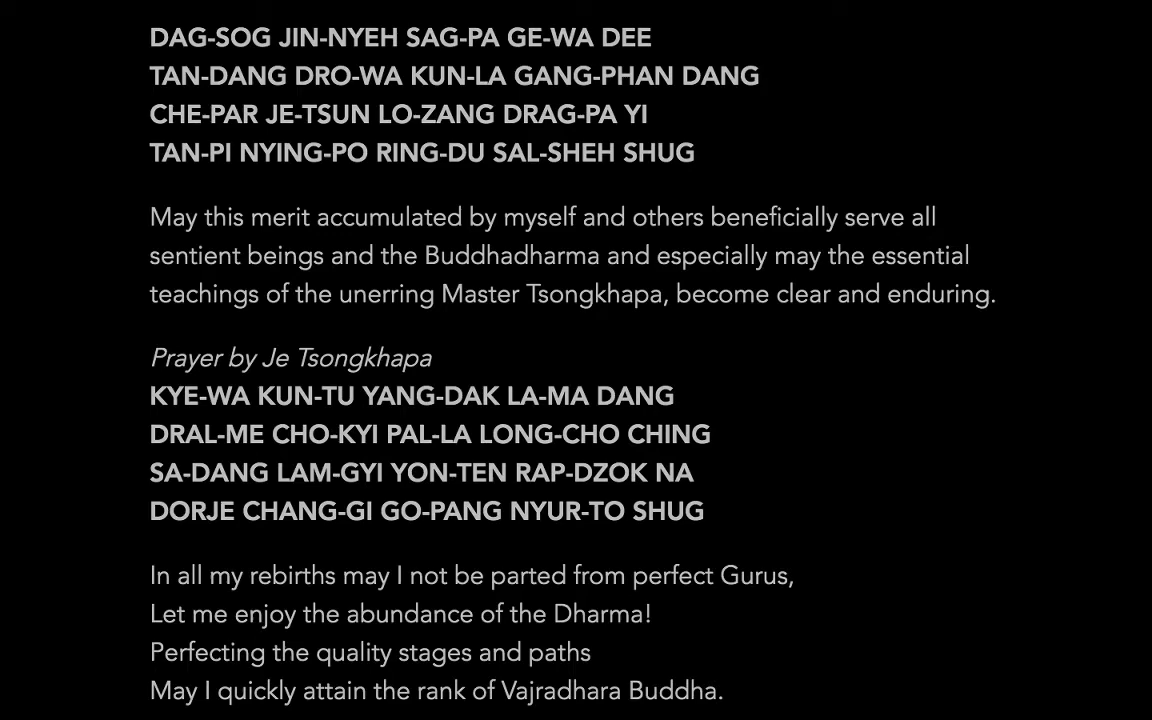 DAG-SOG JIN-NYEH SAG-PA GE-WA DEE
TAN-DANG DRO-WA KUN-LA GANG-PHAN DANG
CHE-PAR JE-TSUN LO-ZANG DRAG-PA YI
TAN-PI NYING-PO RING-DU SAL-SHEH SHUG
May this merit accumulated by myself and others beneficially serve all
sentient beings and the Buddhadharma and especially may the essential
teachings of the unerring Master Tsongkhapa, become clear and enduring.
Prayer by Je Tsongkhapa
KYE-WA KUN-TU YANG-DAK LA-MA DANG
DRAL-ME CHO-KYI PAL-LA LONG-CHO CHING
SA-DANG LAM-GYI YON-TEN RAP-DZOK NA
DORJE CHANG-GI GO-PANG NYUR-TO SHUG
In all my rebirths may I not be parted from perfect Gurus,
Let me enjoy the abundance of the Dharma!
Perfecting the quality stages and paths
May I quickly attain the rank of Vajradhara Buddha.